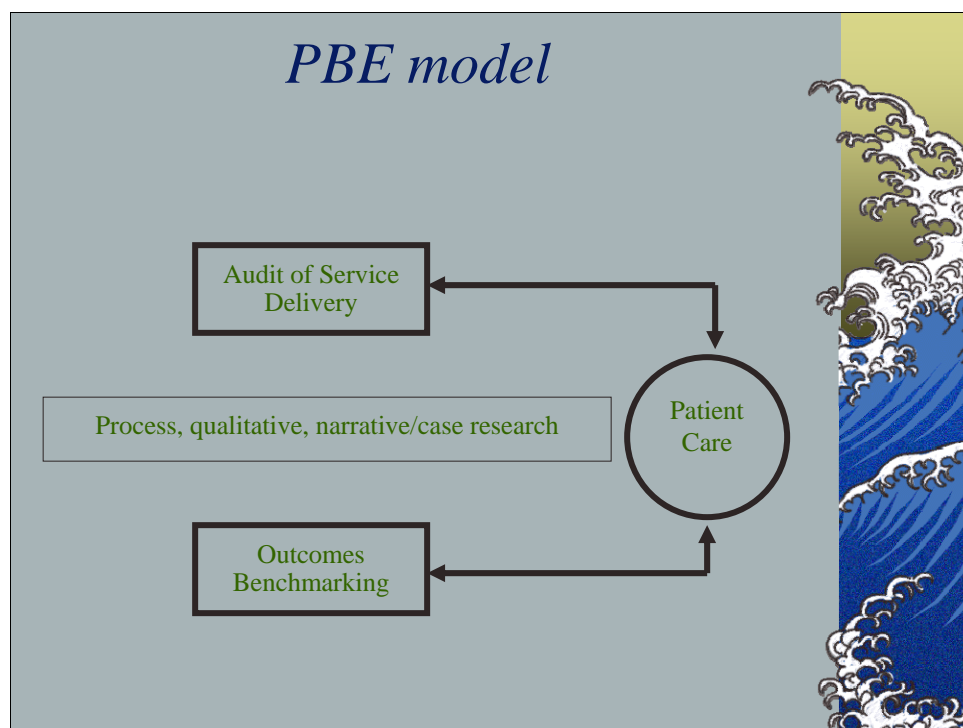 PBE model
Audit of Service
Delivery
Process, qualitative, narrative/case research
Patient
Care
Outcomes
Benchmarking